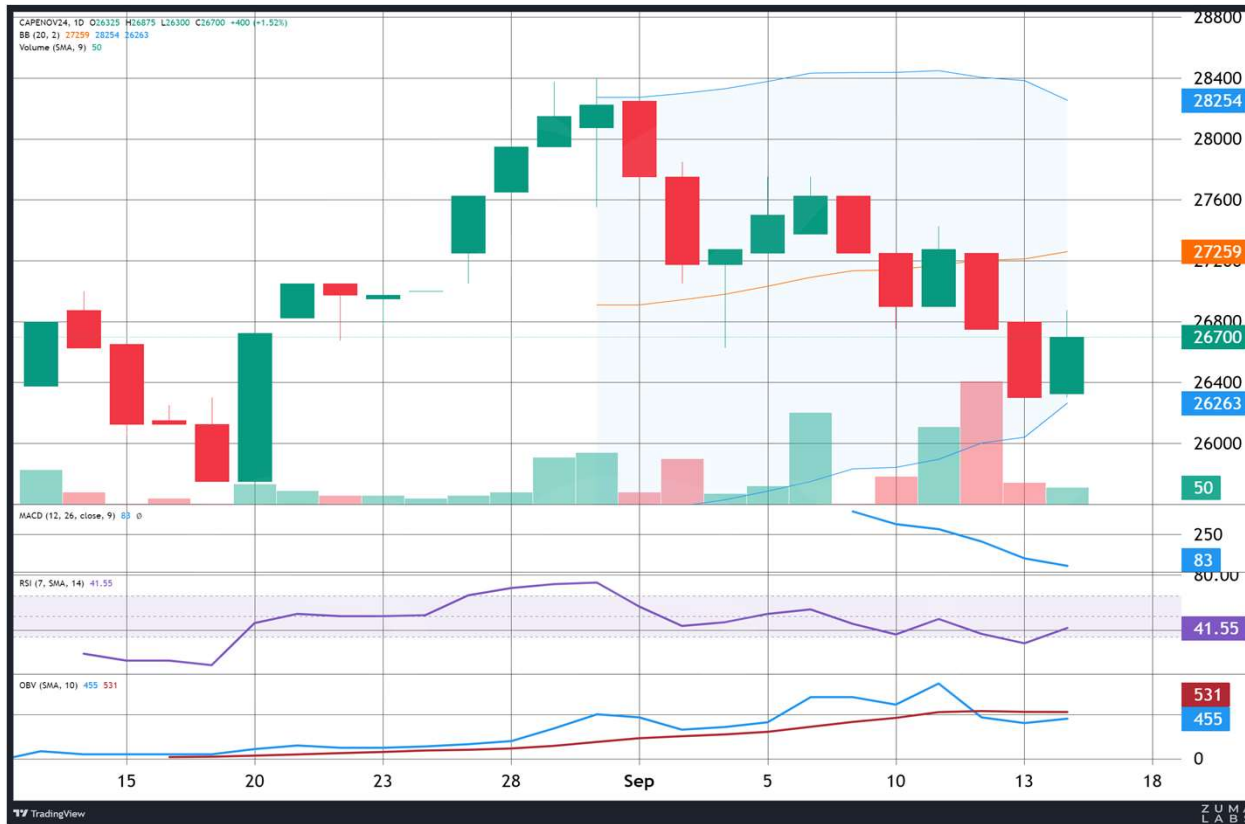 CAPENOV24, 1D O26325 H26875 L26300 C26700 +400 (+1.52%)
BB (20, 2) 27259 28254 26263
Volume (SMA, 9) 50
28800
28400
28254
28000
27600
27259
27200
26800
26700
26400
26263
26000
50
MACD (12, 26, close, 9) 83 ∅
250
83
80.00
RSI (7, SMA, 14) 41.55
41.55
OBV (SMA, 10) 455 531
531
455
0
15 20 23 28 Sep 5 10 13 18
TradingView
ZUMA
LABS